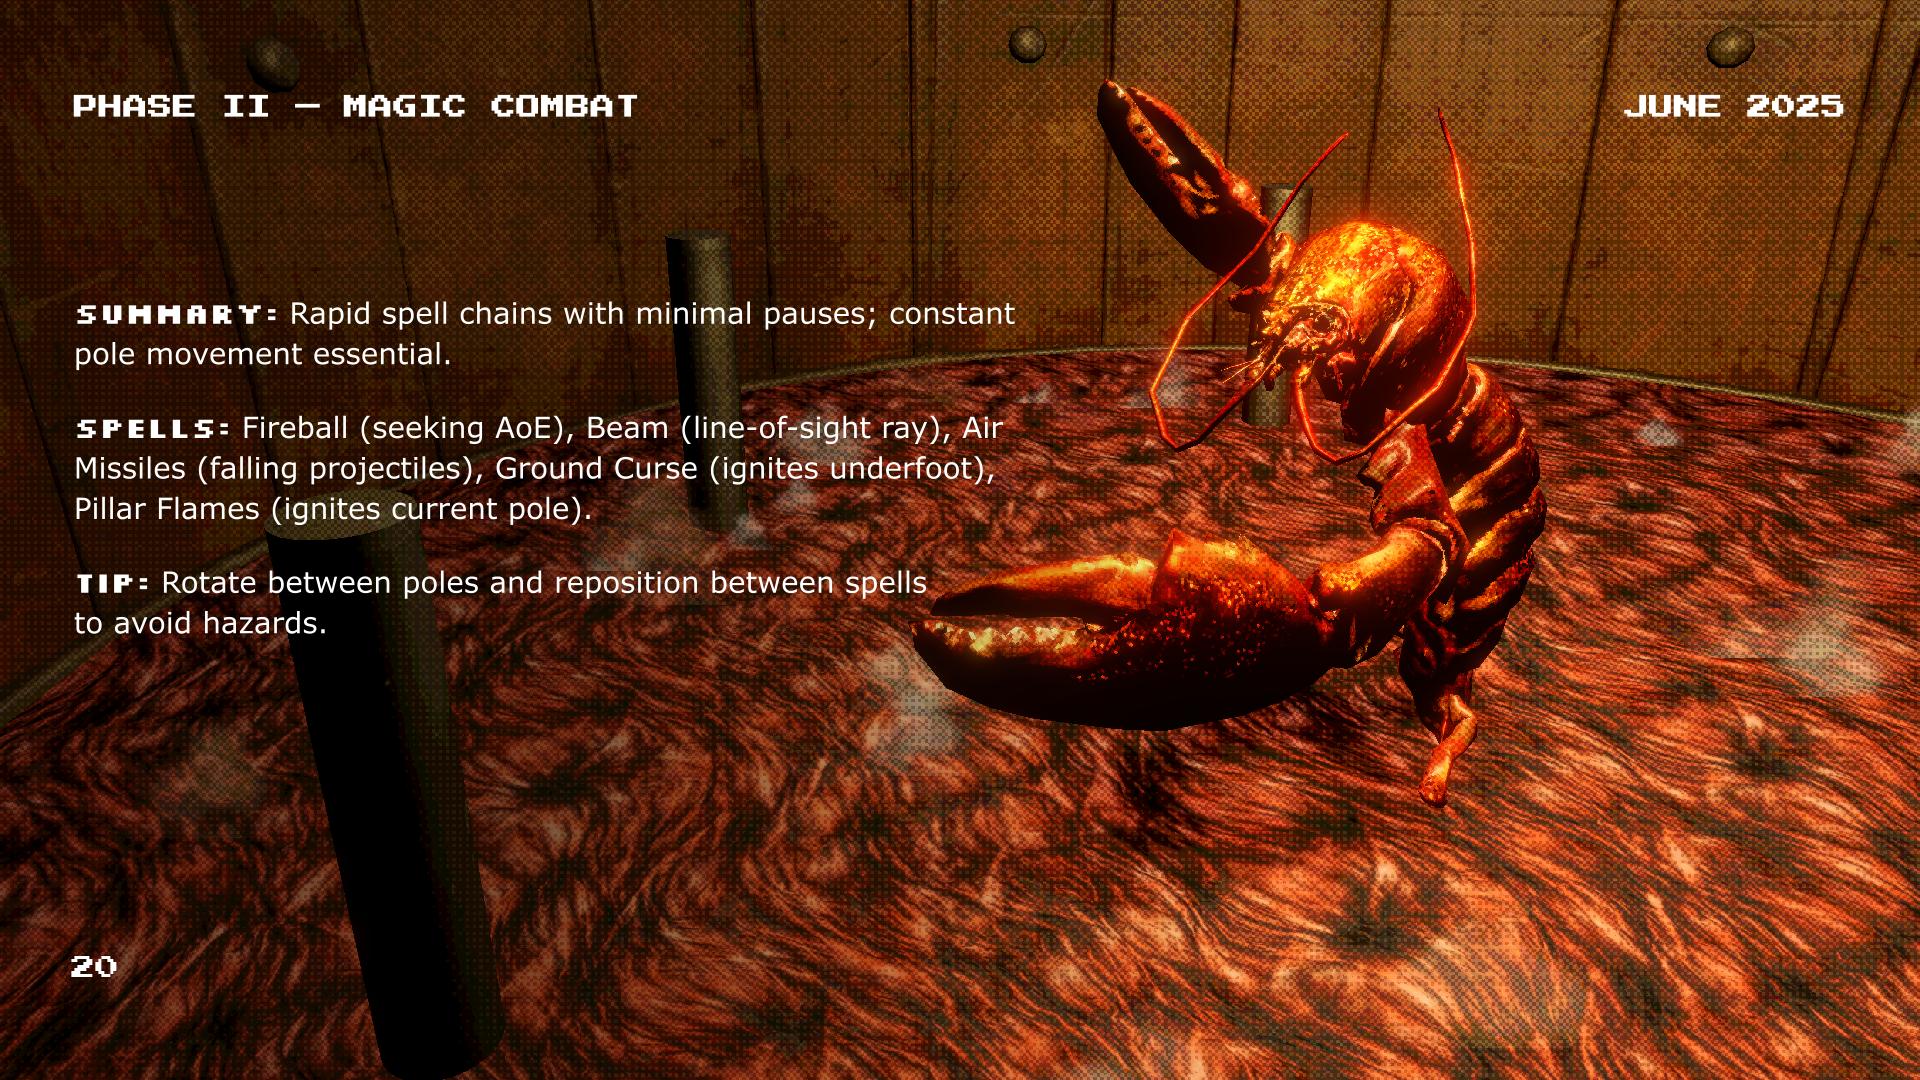 PHASE II — MAGIC COMBAT
JUNE 2025
SUMMARY: Rapid spell chains with minimal pauses; constant
pole movement essential.
SPELLS: Fireball (seeking AoE), Beam (line-of-sight ray), Air
Missiles (falling projectiles), Ground Curse (ignites underfoot),
Pillar Flames (ignites current pole).
TIP: Rotate between poles and reposition between spells
to avoid hazards.
20